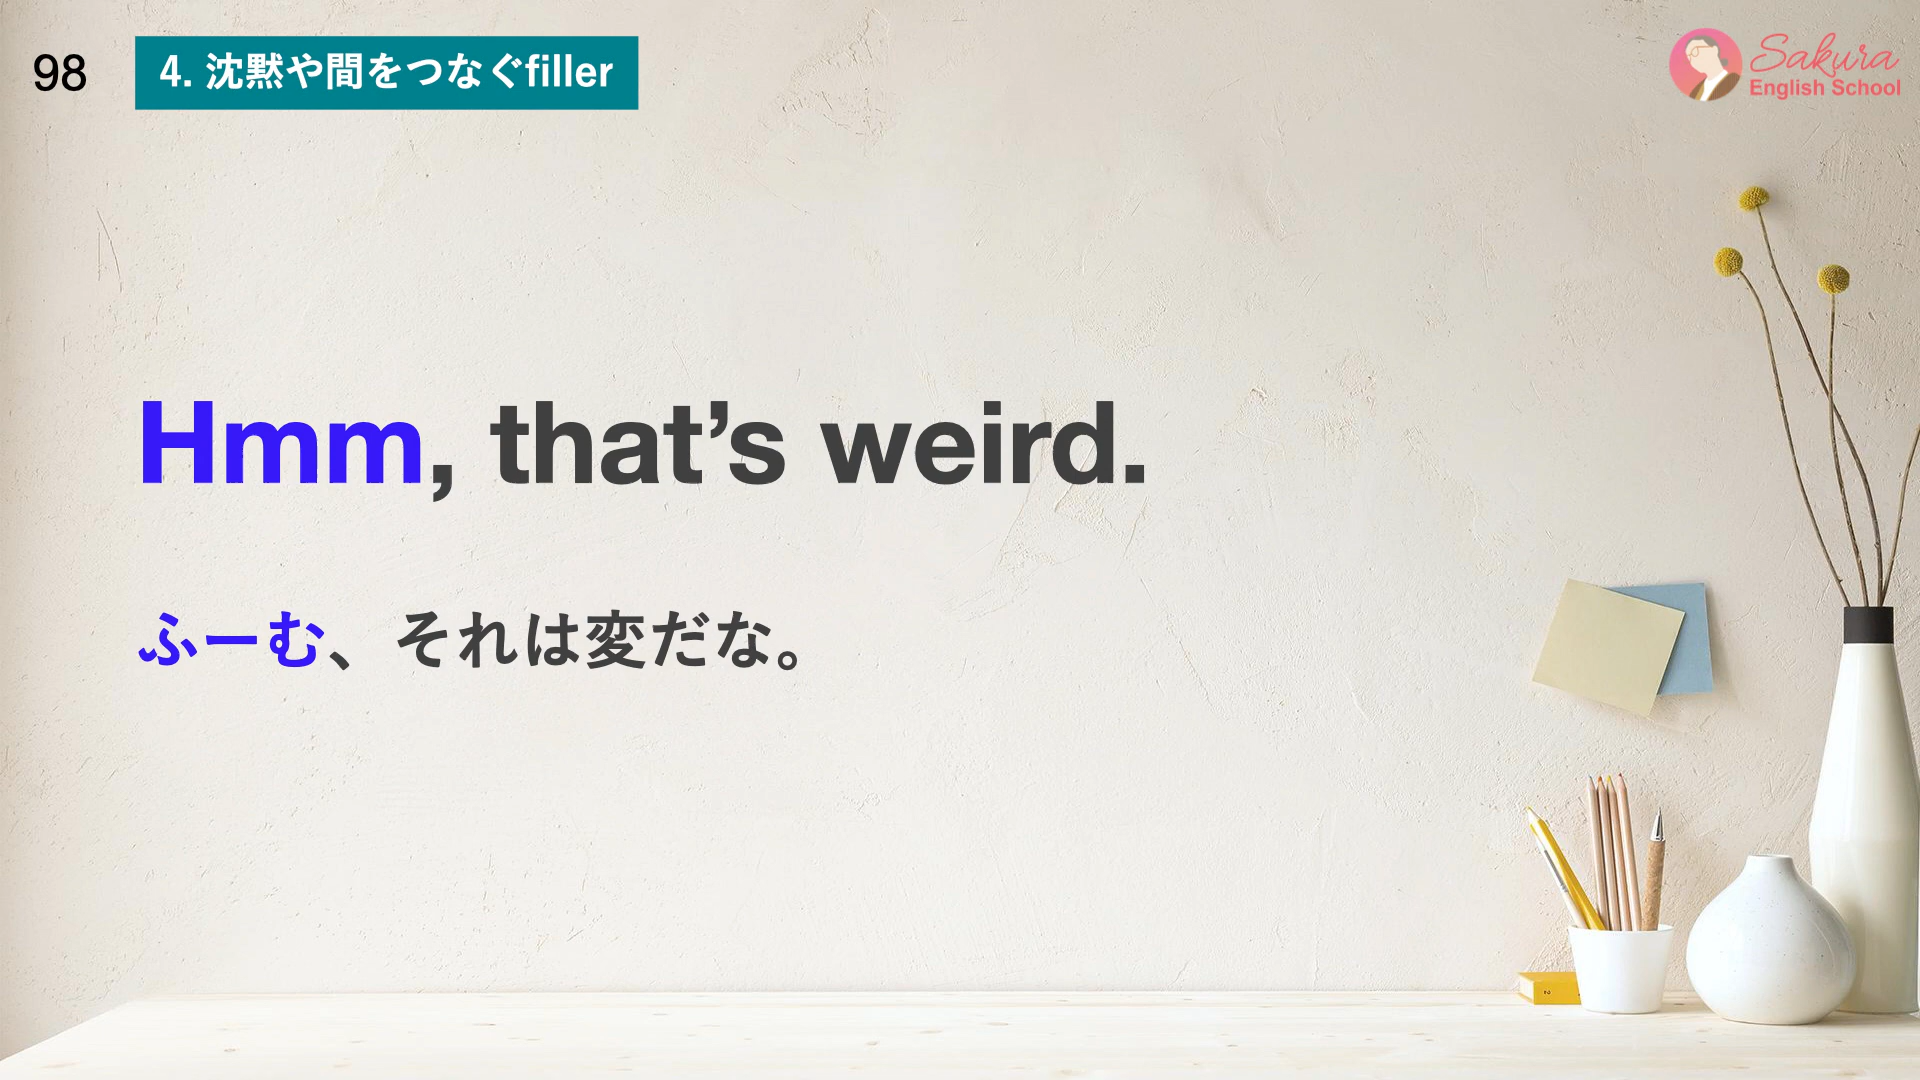 98
4. 沈黙や間をつなぐfiller
Sakura
English School
Hmm, that’s weird.
ふーむ、それは変だな。